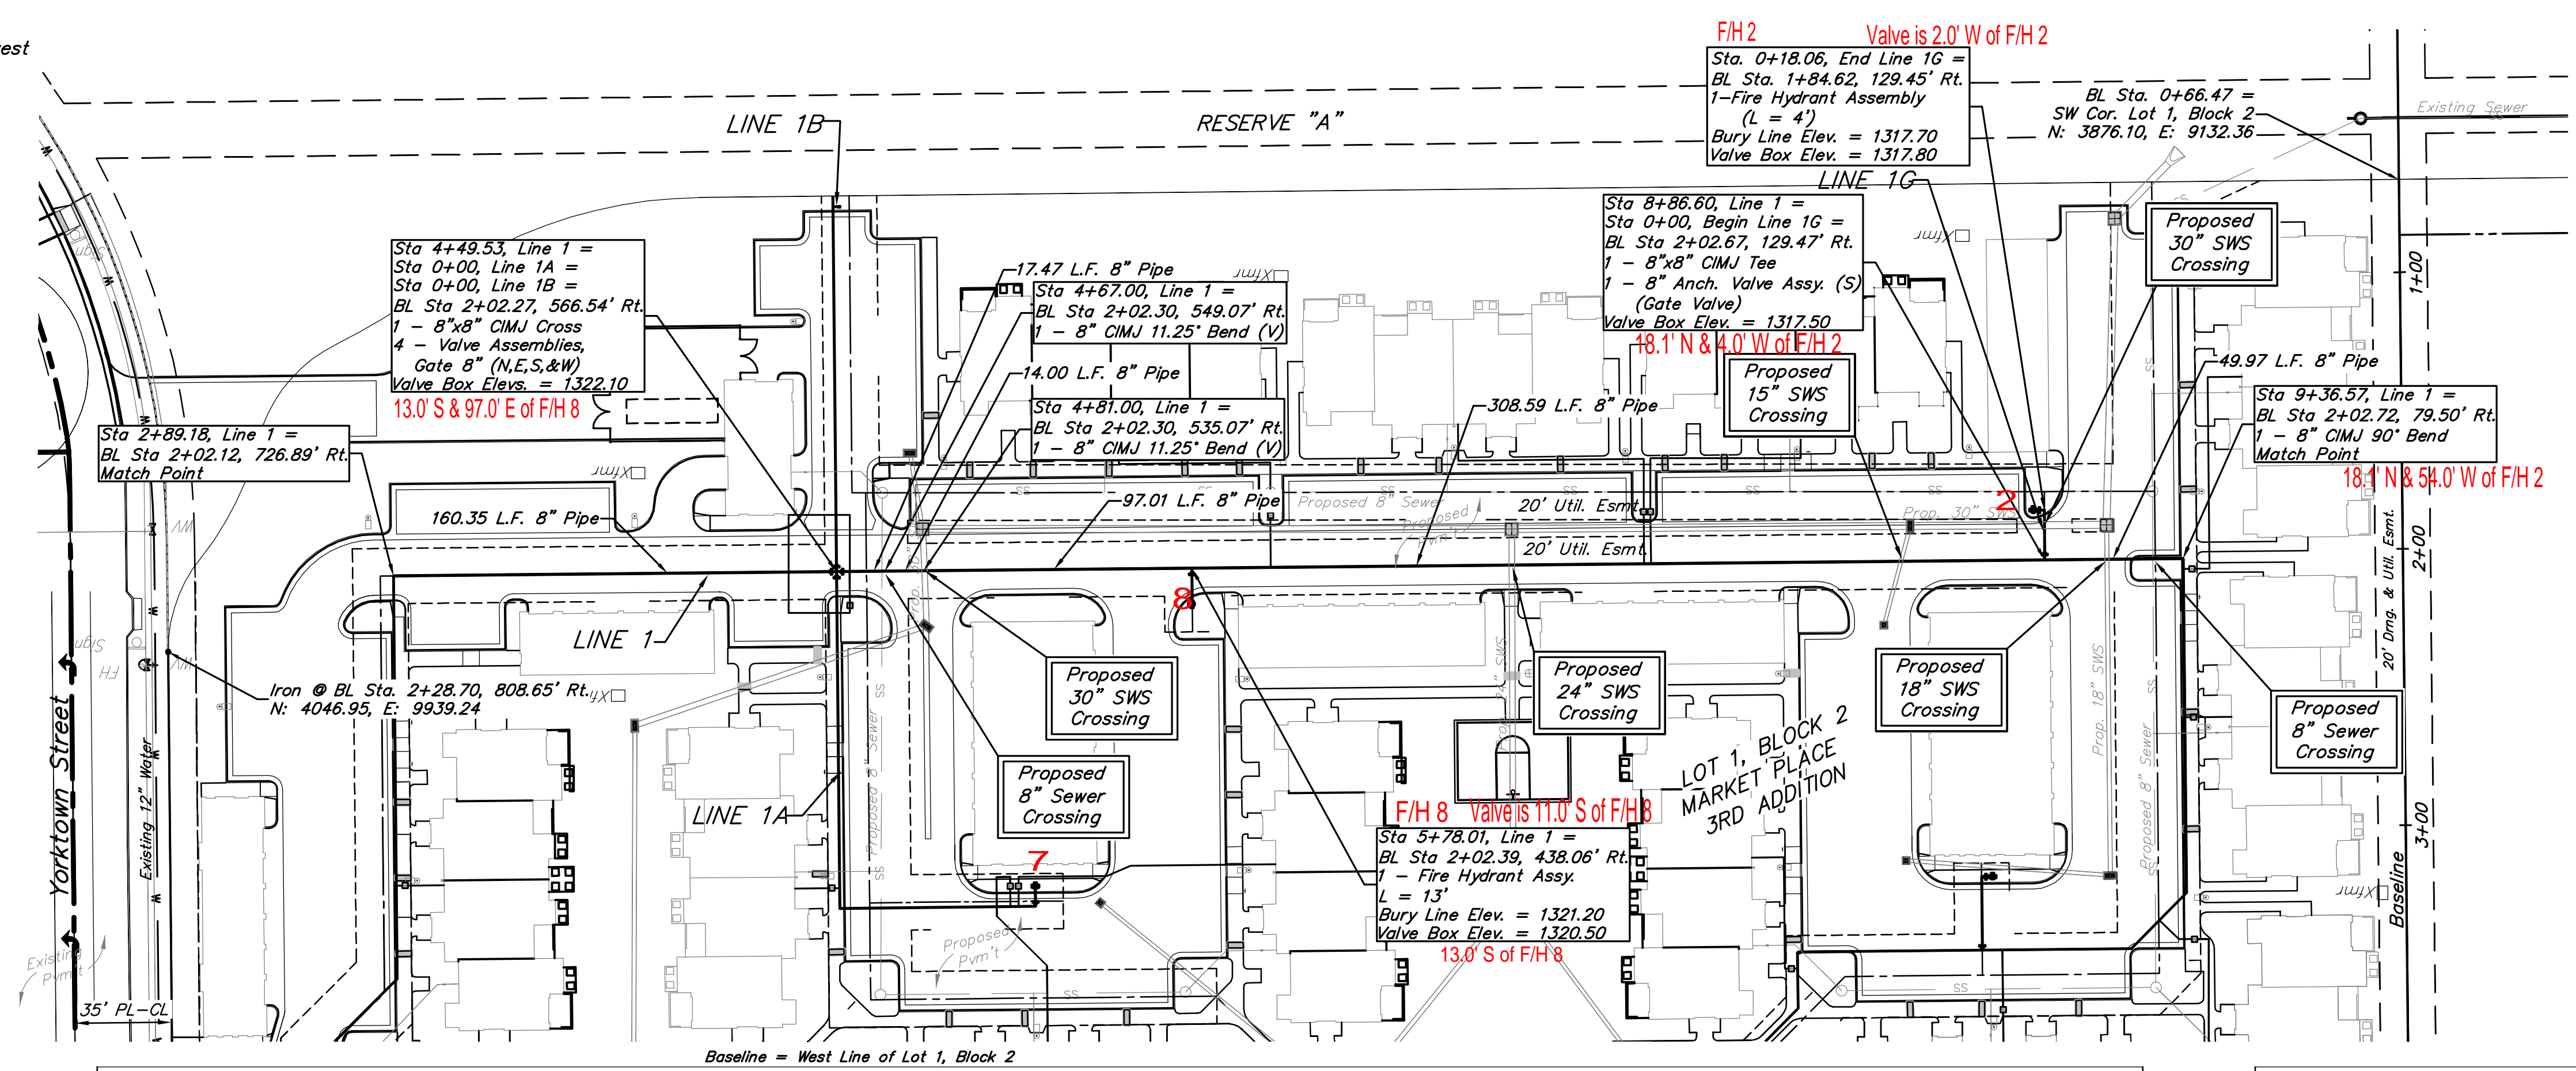 est
F/H 2
Valve is 2.0' W of F/H 2
Sta. 0+18.06, End Line 1G =
BL Sta. 1+84.62, 129.45' Rt.
1-Fire Hydrant Assembly
(L = 4')
Bury Line Elev. = 1317.70
Valve Box Elev. = 1317.80
BL Sta. 0+66.47 =
SW Cor. Lot 1, Block 2
N: 3876.10, E: 9132.36
Existing Sewer
LINE 1B
RESERVE "A"
LINE 1G
Sta 8+86.60, Line 1 =
Sta 0+00, Begin Line 1G =
BL Sta 2+02.67, 129.47' Rt.
1 - 8"x8" CIMJ Tee
1 - 8" Anch. Valve Assy. (S)
(Gate Valve)
Valve Box Elev. = 1317.50
18.1' N & 4.0' W of F/H 2
Xfmr
Proposed
30" SWS
Crossing
Sign
Sta 4+49.53, Line 1 =
Sta 0+00, Line 1A =
Sta 0+00, Line 1B =
BL Sta 2+02.27, 566.54' Rt.
1 - 8"x8" CIMJ Cross
4 - Valve Assemblies,
Gate 8" (N,E,S,&W)
Valve Box Elevs. = 1322.10
13.0' S & 97.0' E of F/H 8
17.47 L.F. 8" Pipe
Xfmr
Sta 4+67.00, Line 1 =
BL Sta 2+02.30, 549.07' Rt.
1 - 8" CIMJ 11.25° Bend (V)
14.00 L.F. 8" Pipe
Sta 4+81.00, Line 1 =
BL Sta 2+02.30, 535.07' Rt.
1 - 8" CIMJ 11.25° Bend (V)
308.59 L.F. 8" Pipe
Proposed
15" SWS
Crossing
49.97 L.F. 8" Pipe
1+00
Sta 9+36.57, Line 1 =
BL Sta 2+02.72, 79.50' Rt.
1 - 8" CIMJ 90° Bend
Match Point
18.1' N & 54.0' W of F/H 2
Sta 2+89.18, Line 1 =
BL Sta 2+02.12, 726.89' Rt.
Match Point
Xfmr
160.35 L.F. 8" Pipe
97.01 L.F. 8" Pipe
Proposed 8" Sewer
Proposed
Pvm't
20' Util. Esmt.
20' Util. Esmt.
Prop. 30" SWS
2
WV
Prop. 30"
8
LINE 1
2+00
20' Drng. & Util. Esmt.
Sign
FH
WV
Iron @ BL Sta. 2+28.70, 808.65' Rt.
N: 4046.95, E: 9939.24
Proposed
30" SWS
Crossing
Proposed
24" SWS
Crossing
Proposed
18" SWS
Crossing
Prop. 18" SWS
Proposed 8" Sewer
Proposed
8" Sewer
Crossing
Yorktown Street
Existing 12" Water
LINE 1A
Proposed 8" Sewer
Proposed
8" Sewer
Crossing
LOT 1, BLOCK 2
MARKET PLACE
3RD ADDITION
F/H 8
Valve is 11.0' S of F/H 8
Sta 5+78.01, Line 1 =
BL Sta 2+02.39, 438.06' Rt.
1 - Fire Hydrant Assy.
L = 13'
Bury Line Elev. = 1321.20
Valve Box Elev. = 1320.50
13.0' S of F/H 8
7
3+00
Baseline
Xfmr
Existing
Pvm't
Proposed
Pvm't
SS
SS
35' PL-CL
Baseline = West Line of Lot 1, Block 2